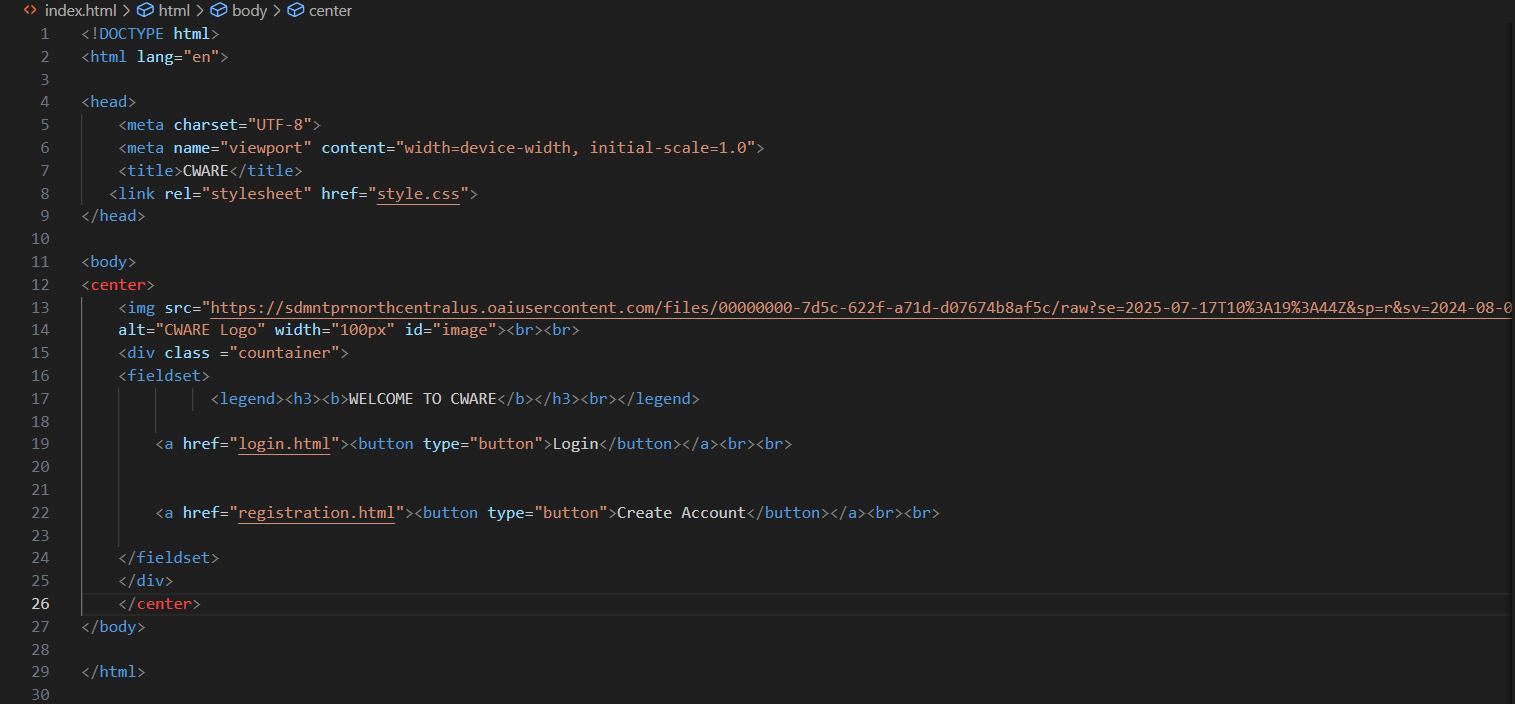 <> index.html > html > body > center
1 <!DOCTYPE html>
2 <html lang="en">
3
4 <head>
5 <meta charset="UTF-8">
6 <meta name="viewport" content="width=device-width, initial-scale=1.0">
7 <title>CWARE</title>
8 <link rel="stylesheet" href="style.css">
9 </head>
10
11 <body>
12 <center>
13 <img src="https://sdmntprnorthcentralus.oaiusercontent.com/files/00000000-7d5c-622f-a71d-d07674b8af5c/raw?se=2025-07-17T10%3A19%3A44Z&sp=r&sv=2024-08-0
14 alt="CWARE Logo" width="100px" id="image"><br><br>
15 <div class ="countainer">
16 <fieldset>
17 <legend><h3><b>WELCOME TO CWARE</b></h3><br></legend>
18
19 <a href="login.html"><button type="button">Login</button></a><br><br>
20
21
22 <a href="registration.html"><button type="button">Create Account</button></a><br><br>
23
24 </fieldset>
25 </div>
26 </center>
27 </body>
28
29 </html>
30